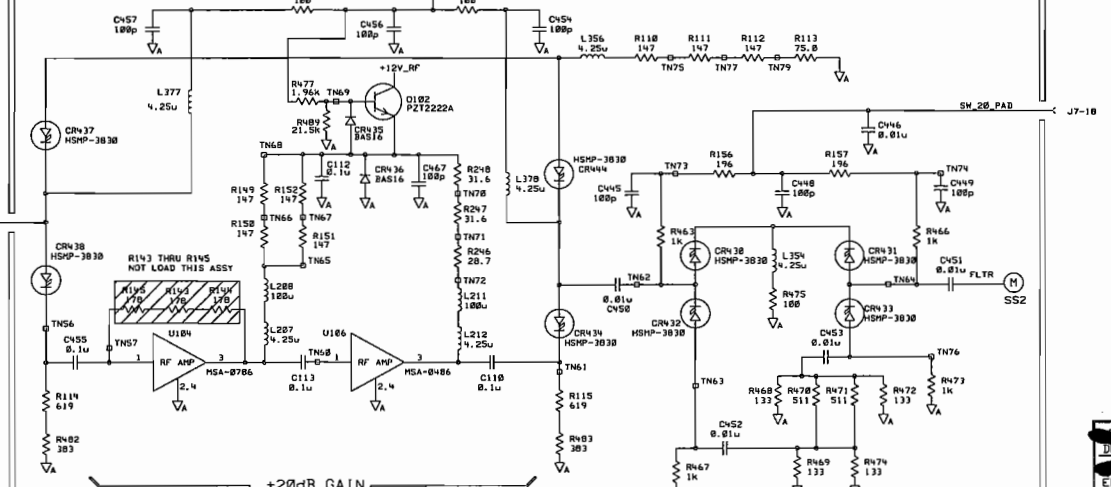 100
100
C457
100p
C456
100p
C454
100p
L356
4.25u
R110
147
R111
147
R112
147
R113
75.0
TN75
TN77
TN79
+12V_RF
L377
4.25u
R477
1.96k
TN69
Q102
PZT2222A
R489
21.5k
CR435
BAS16
SW_20_PAD
J7-18
C446
0.01u
CR437
HSMP-3830
TN68
C112
0.1u
CR436
BAS16
C467
100p
R248
31.6
L378
4.25u
HSMP-3830
CR444
TN73
R156
196
R157
196
TN74
C445
100p
C448
100p
C449
100p
R149
147
R152
147
TN70
R247
31.6
TN66
TN67
R150
147
R151
147
TN71
R246
28.7
R463
1k
R466
1k
CR438
HSMP-3830
R143 THRU R145
NOT LOAD THIS ASSY
TN65
TN72
CR430
HSMP-3830
L354
4.25u
CR431
HSMP-3830
C451
0.01u
FLTR
M
SS2
R145
178
R143
178
R144
178
L208
100u
L211
100u
TN62
0.01u
C450
R475
100
TN64
TN56
TN57
U104
L207
4.25u
U106
L212
4.25u
CR434
HSMP-3830
CR432
HSMP-3830
CR433
HSMP-3830
C455
0.1u
1
RF AMP
3
MSA-0786
2,4
TN60
1
RF AMP
3
MSA-0486
2,4
C453
0.01u
TN76
C113
0.1u
C110
0.1u
TN61
TN63
R468
133
R470
511
R471
511
R472
133
R473
1k
R114
619
R115
619
R482
383
R483
383
C452
0.01u
R467
1k
R469
133
R474
133
+20dB GAIN
D
E
A